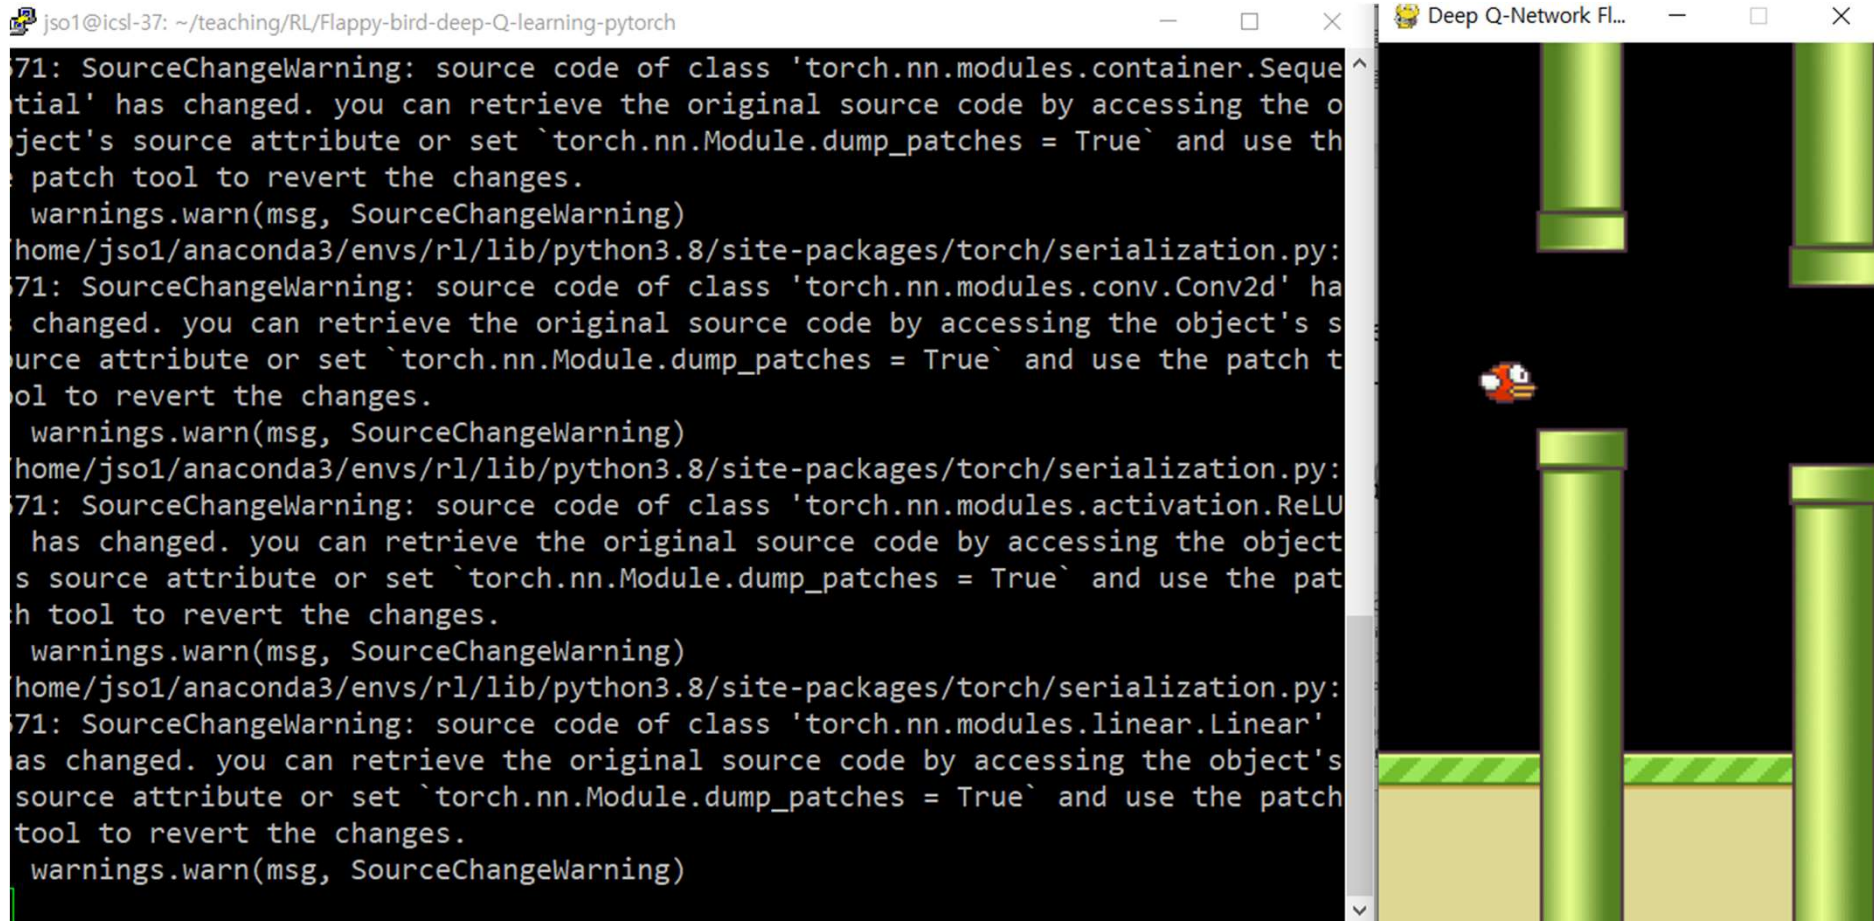 jso1@icsl-37: ~/teaching/RL/Flappy-bird-deep-Q-learning-pytorch
71: SourceChangeWarning: source code of class 'torch.nn.modules.container.Seque
tial' has changed. you can retrieve the original source code by accessing the o
ject's source attribute or set `torch.nn.Module.dump_patches = True` and use th
patch tool to revert the changes.
warnings.warn(msg, SourceChangeWarning)
home/jso1/anaconda3/envs/rl/lib/python3.8/site-packages/torch/serialization.py:
71: SourceChangeWarning: source code of class 'torch.nn.modules.conv.Conv2d' ha
changed. you can retrieve the original source code by accessing the object's s
urce attribute or set `torch.nn.Module.dump_patches = True` and use the patch t
ol to revert the changes.
warnings.warn(msg, SourceChangeWarning)
home/jso1/anaconda3/envs/rl/lib/python3.8/site-packages/torch/serialization.py:
71: SourceChangeWarning: source code of class 'torch.nn.modules.activation.ReLU
has changed. you can retrieve the original source code by accessing the object
s source attribute or set `torch.nn.Module.dump_patches = True` and use the pat
h tool to revert the changes.
warnings.warn(msg, SourceChangeWarning)
home/jso1/anaconda3/envs/rl/lib/python3.8/site-packages/torch/serialization.py:
71: SourceChangeWarning: source code of class 'torch.nn.modules.linear.Linear'
as changed. you can retrieve the original source code by accessing the object's
source attribute or set `torch.nn.Module.dump_patches = True` and use the patch
tool to revert the changes.
warnings.warn(msg, SourceChangeWarning)
Deep Q-Network Fl...